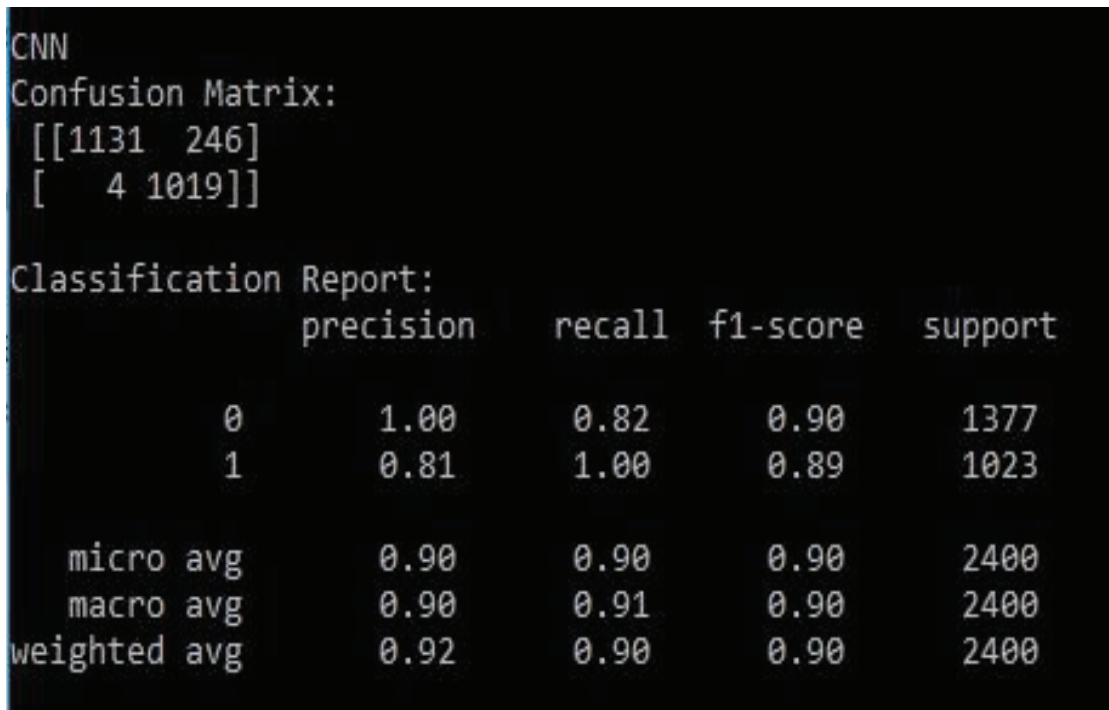 CNN
Confusion Matrix:
[[1131 246]
[ 4 1019]]
Classification Report:
precision recall f1-score support
0 1.00 0.82 0.90 1377
1 0.81 1.00 0.89 1023
micro avg 0.90 0.90 0.90 2400
macro avg 0.90 0.91 0.90 2400
weighted avg 0.92 0.90 0.90 2400